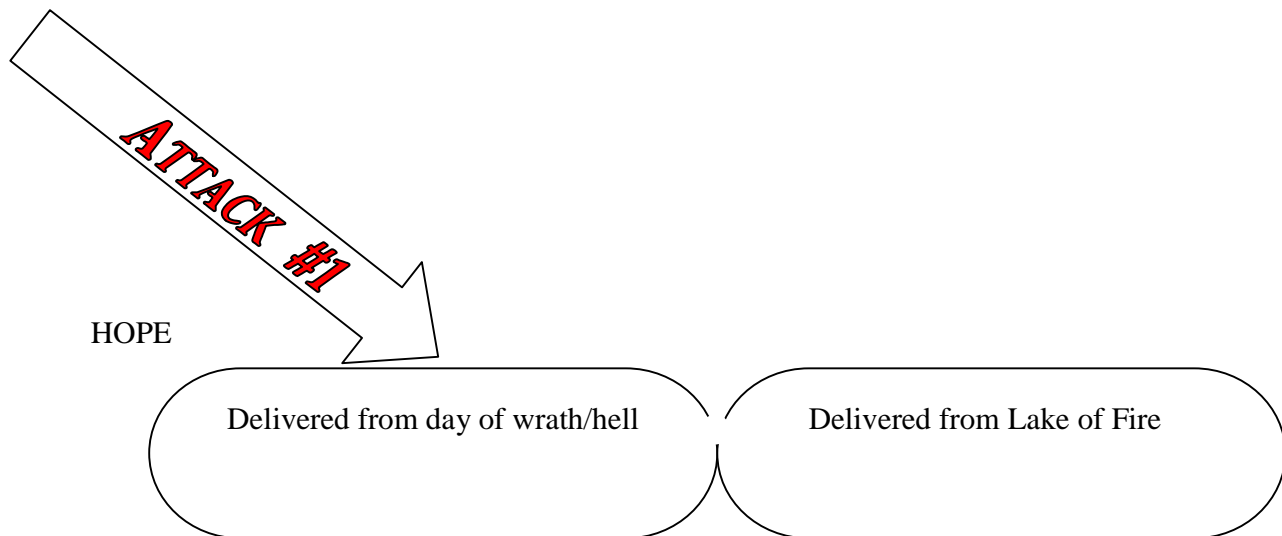 ATTACK #1
HOPE
Delivered from day of wrath/hell
Delivered from Lake of Fire